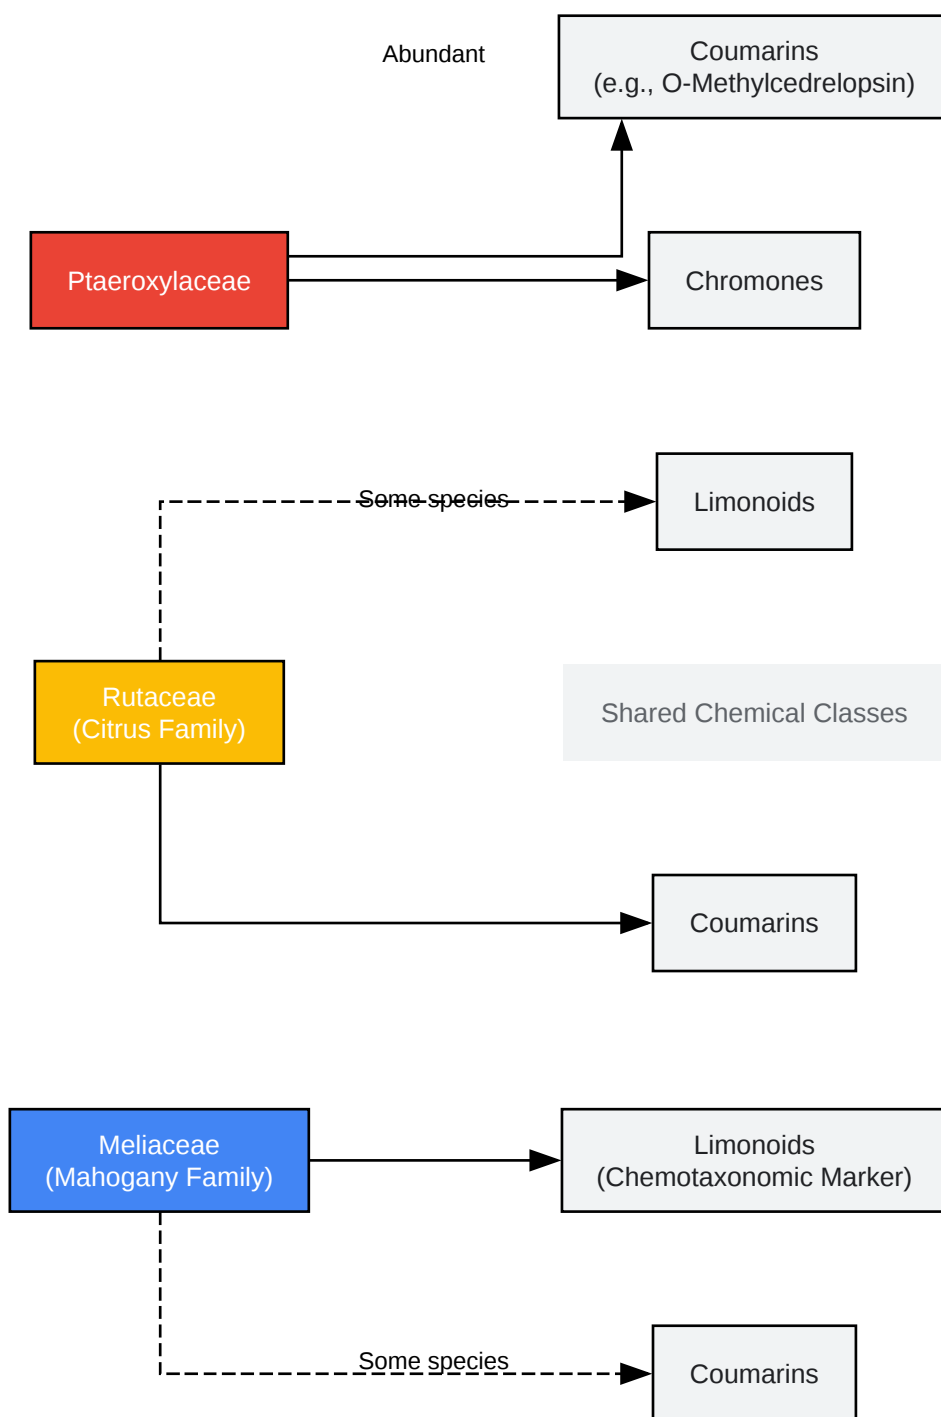 Abundant
Coumarins
(e.g., O-Methylcedrelopsin)
Ptaeroxylaceae
Chromones
Some species
Limonoids
Rutaceae
(Citrus Family)
Shared Chemical Classes
Coumarins
Meliaceae
(Mahogany Family)
Limonoids
(Chemotaxonomic Marker)
Some species
Coumarins